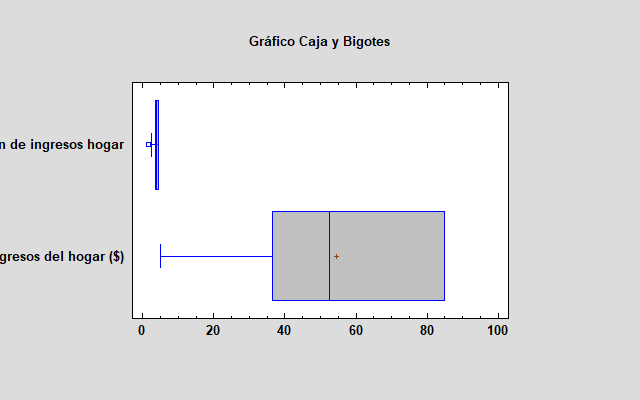 Gráfico Caja y Bigotes
n de ingresos hogar
gresos del hogar ($)
0 20 40 60 80 100